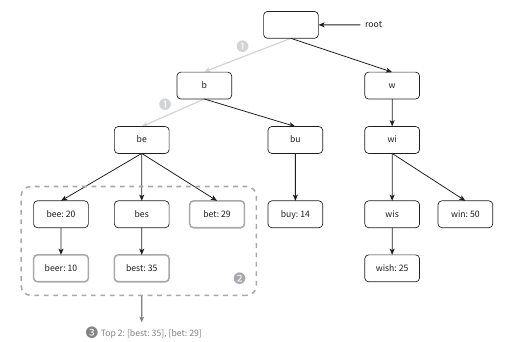 root
1
b
w
1
be
bu
wi
bee: 20
bes
bet: 29
buy: 14
wis
win: 50
beer: 10
best: 35
wish: 25
2
3 Top 2: [best: 35], [bet: 29]